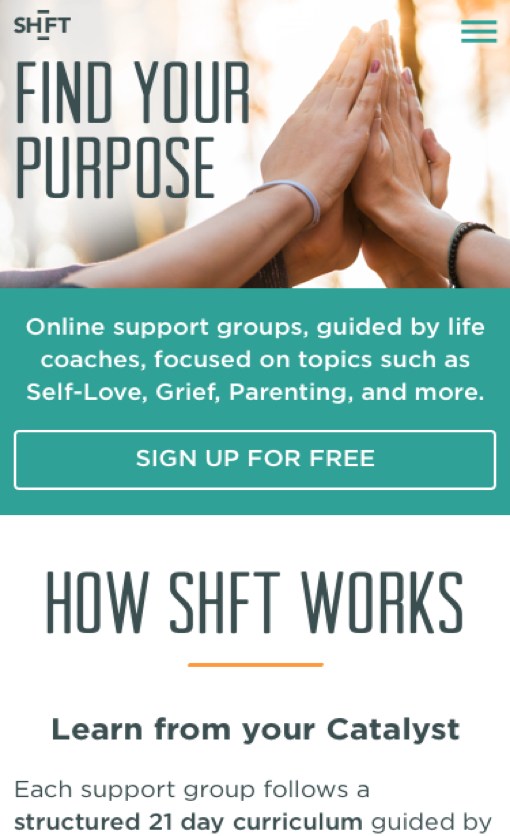 SHFT
FIND YOUR
PURPOSE
Online support groups, guided by life
coaches, focused on topics such as
Self-Love, Grief, Parenting, and more.
SIGN UP FOR FREE
HOW SHFT WORKS
Learn from your Catalyst
Each support group follows a
structured 21 day curriculum guided by